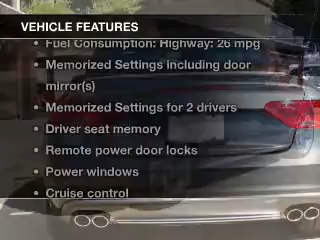 VEHICLE FEATURES
• Fuel Consumption: Highway: 26 mpg
• Memorized Settings including door
mirror(s)
• Memorized Settings for 2 drivers
• Driver seat memory
• Remote power door locks
• Power windows
• Cruise control